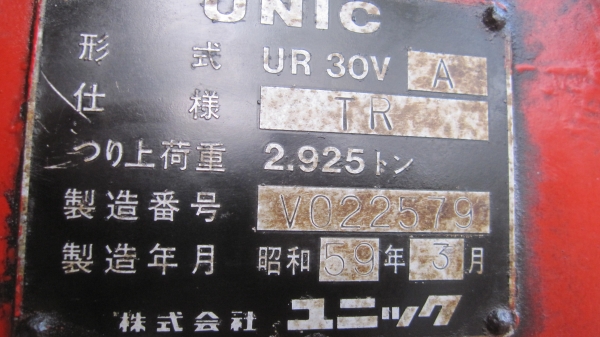 UNIC
形式 UR 30V A
仕様 TR
つり上荷重 2.925トン
製造番号 V022579
製造年月 昭和59年3月
株式会社 ユニック